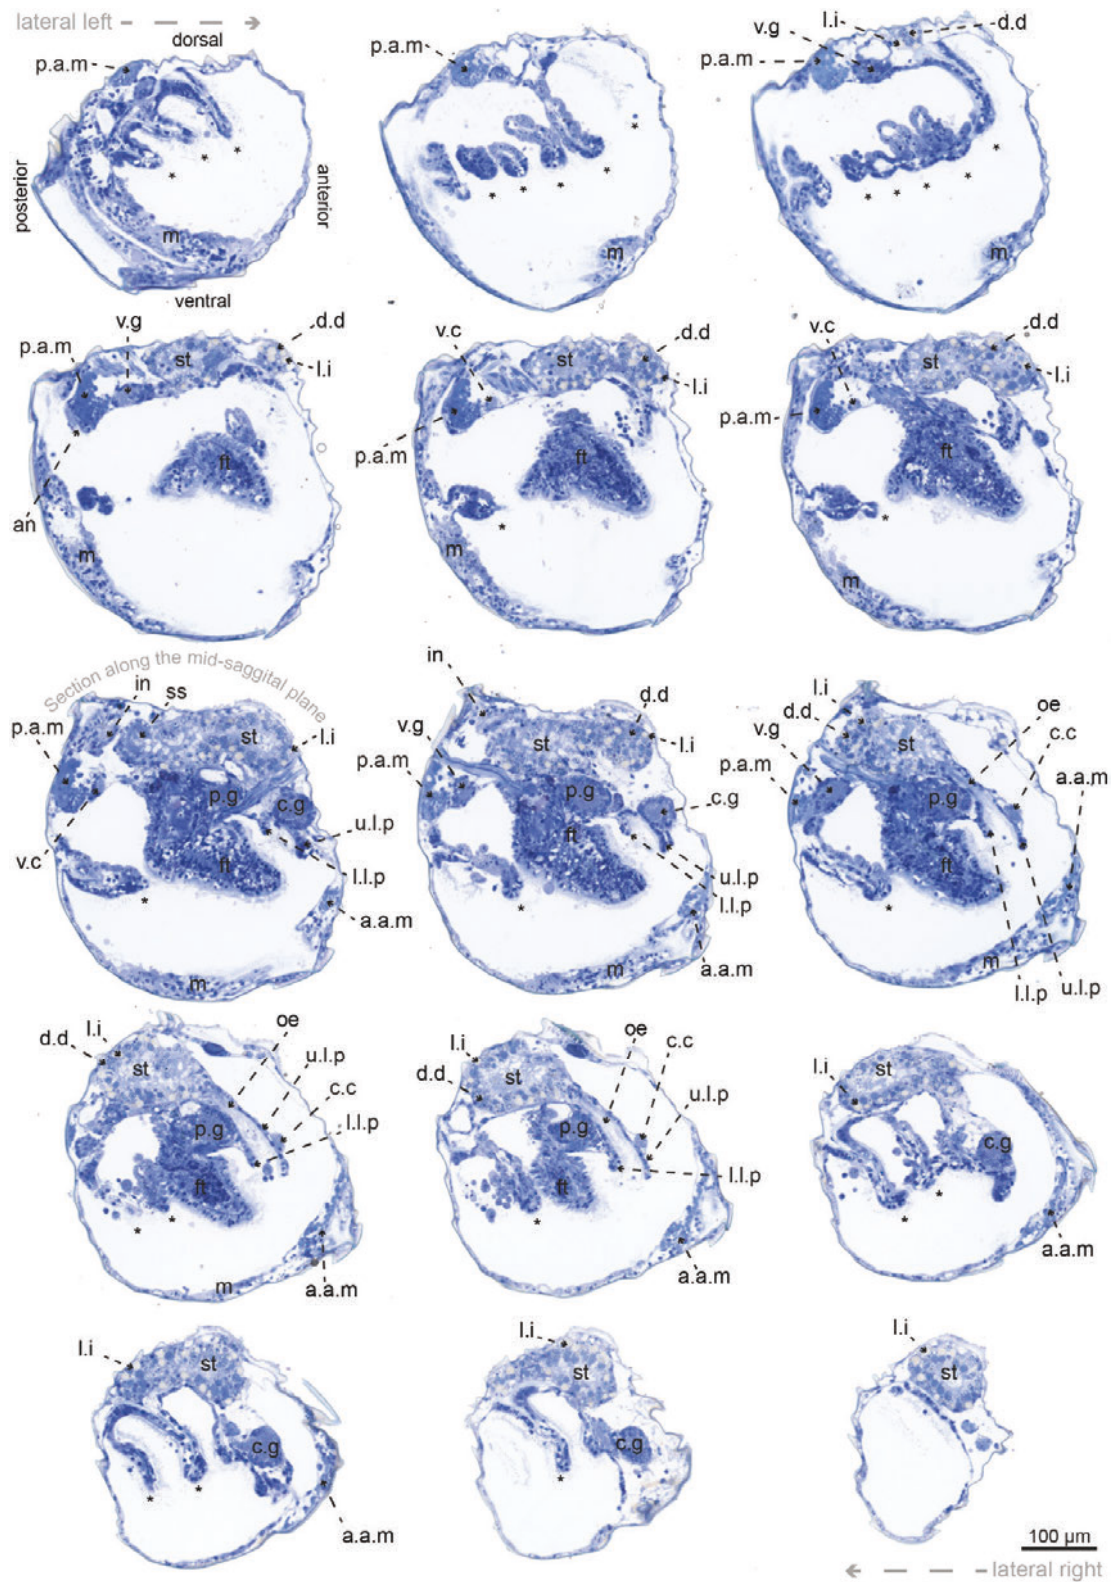 lateral left
dorsal
p.a.m
posterior
anterior
m
ventral
p.a.m
m
v.g
l.i
d.d
p.a.m
m
v.g
d.d
p.a.m
st
l.i
ft
an
m
v.c
d.d
st
l.i
p.a.m
ft
m
v.c
d.d
st
l.i
p.a.m
ft
m
Section along the mid-saggital plane
in
ss
p.a.m
st
l.i
p.g
c.g
u.l.p
v.c
ft
l.l.p
a.a.m
m
in
d.d
v.g
st
l.i
p.a.m
p.g
c.g
ft
u.l.p
l.l.p
a.a.m
m
l.i
oe
d.d
c.c
v.g
st
a.a.m
p.a.m
p.g
ft
m
l.l.p
u.l.p
l.i
oe
d.d
st
u.l.p
c.c
l.l.p
p.g
ft
m
a.a.m
l.i
oe
c.c
d.d
st
u.l.p
p.g
l.l.p
ft
a.a.m
l.i
st
c.g
a.a.m
l.i
st
c.g
a.a.m
l.i
st
c.g
l.i
st
100 µm
lateral right